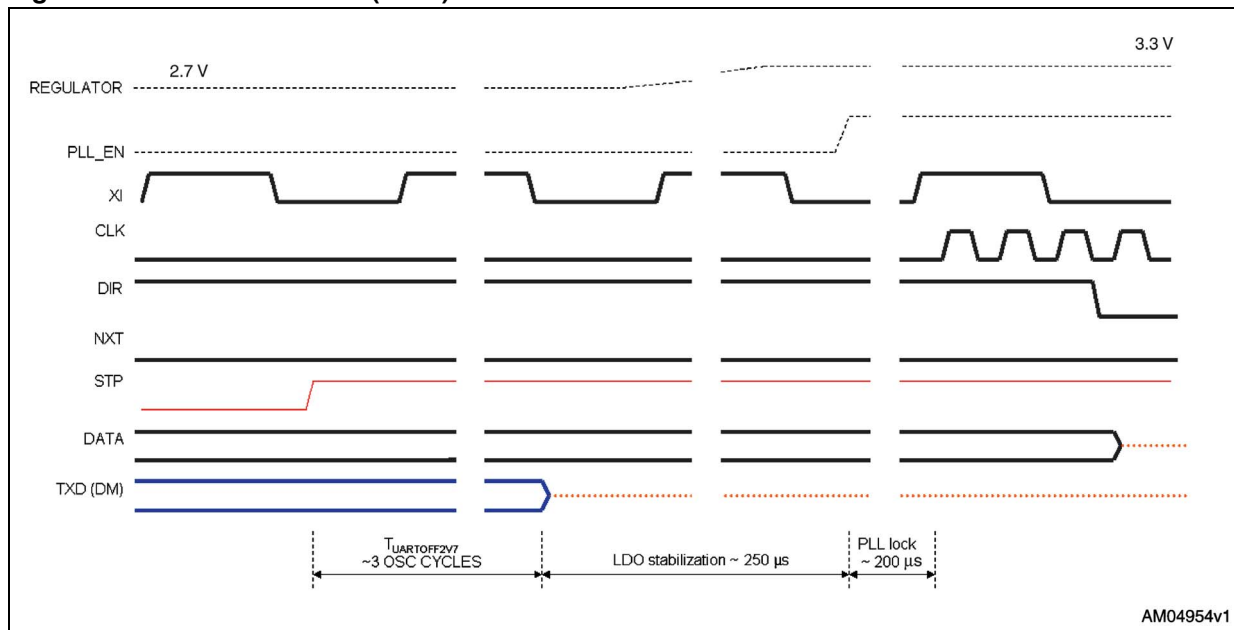 3.3 V
2.7 V
REGULATOR
PLL_EN
XI
CLK
DIR
NXT
STP
DATA
TXD (DM)
TUARTOFF2V7
~3 OSC CYCLES
LDO stabilization ~ 250 µs
PLL lock
~ 200 µs
AM04954v1